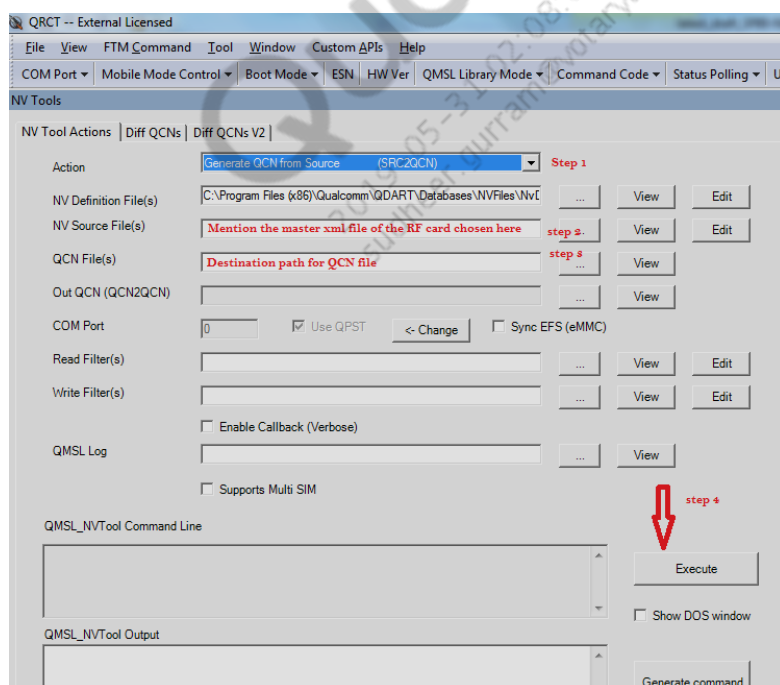 QRCT -- External Licensed
File View FTM Command Tool Window Custom APIs Help
COM Port Mobile Mode Control Boot Mode ESN HW Ver QMSL Library Mode Command Code Status Polling U
NV Tools
NV Tool Actions Diff QCNs Diff QCNs V2
Action Generate QCN from Source (SRC2QCN) Step 1
NV Definition File(s) C:\Program Files (x86)\Qualcomm\QDART\Databases\NVFiles\Nv[ ... View Edit
NV Source File(s) Mention the master xml file of the RF card chosen here step 2. View Edit
QCN File(s) Destination path for QCN file step 3 ... View
Out QCN (QCN2QCN) ... View
COM Port 0 Use QPST <- Change Sync EFS (eMMC)
Read Filter(s) ... View Edit
Write Filter(s) ... View Edit
Enable Callback (Verbose)
QMSL Log ... View
Supports Multi SIM
step 4
QMSL_NVTool Command Line
Execute
Show DOS window
QMSL_NVTool Output
Generate command